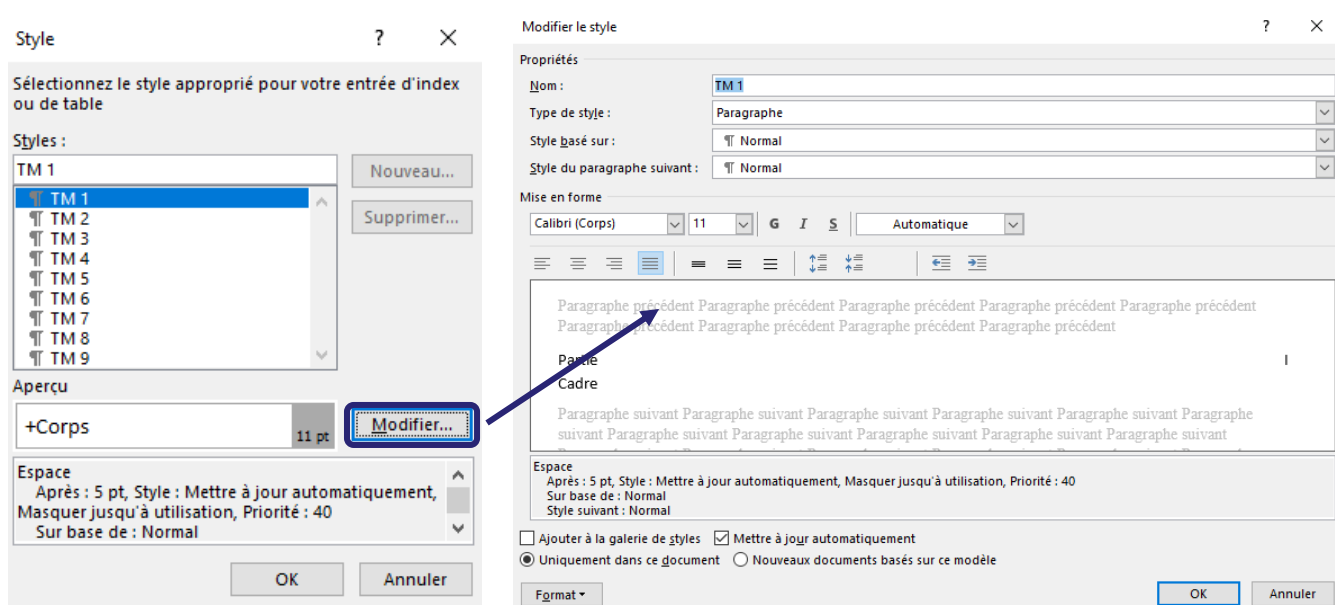 Style
?
Sélectionnez le style approprié pour votre entrée d'index
ou de table
Styles :
TM 1
Nouveau...
¶ TM 1
¶ TM 2
Supprimer...
¶ TM 3
¶ TM 4
¶ TM 5
¶ TM 6
¶ TM 7
¶ TM 8
¶ TM 9
Aperçu
+Corps
11 pt
Modifier...
Espace
Après : 5 pt, Style : Mettre à jour automatiquement,
Masquer jusqu'à utilisation, Priorité : 40
Sur base de : Normal
OK
Annuler
Modifier le style
?
Propriétés
Nom :
TM 1
Type de style :
Paragraphe
Style basé sur :
¶ Normal
Style du paragraphe suivant :
¶ Normal
Mise en forme
Calibri (Corps)
11
G I S
Automatique
Paragraphe précédent Paragraphe précédent Paragraphe précédent Paragraphe précédent Paragraphe précédent
Paragraphe précédent Paragraphe précédent Paragraphe précédent Paragraphe précédent
Partie I
Cadre
Paragraphe suivant Paragraphe suivant Paragraphe suivant Paragraphe suivant Paragraphe suivant Paragraphe
suivant Paragraphe suivant Paragraphe suivant Paragraphe suivant Paragraphe suivant Paragraphe suivant
Espace
Après : 5 pt, Style : Mettre à jour automatiquement, Masquer jusqu'à utilisation, Priorité : 40
Sur base de : Normal
Style suivant : Normal
Ajouter à la galerie de styles
Mettre à jour automatiquement
Uniquement dans ce document
Nouveaux documents basés sur ce modèle
Format
OK
Annuler